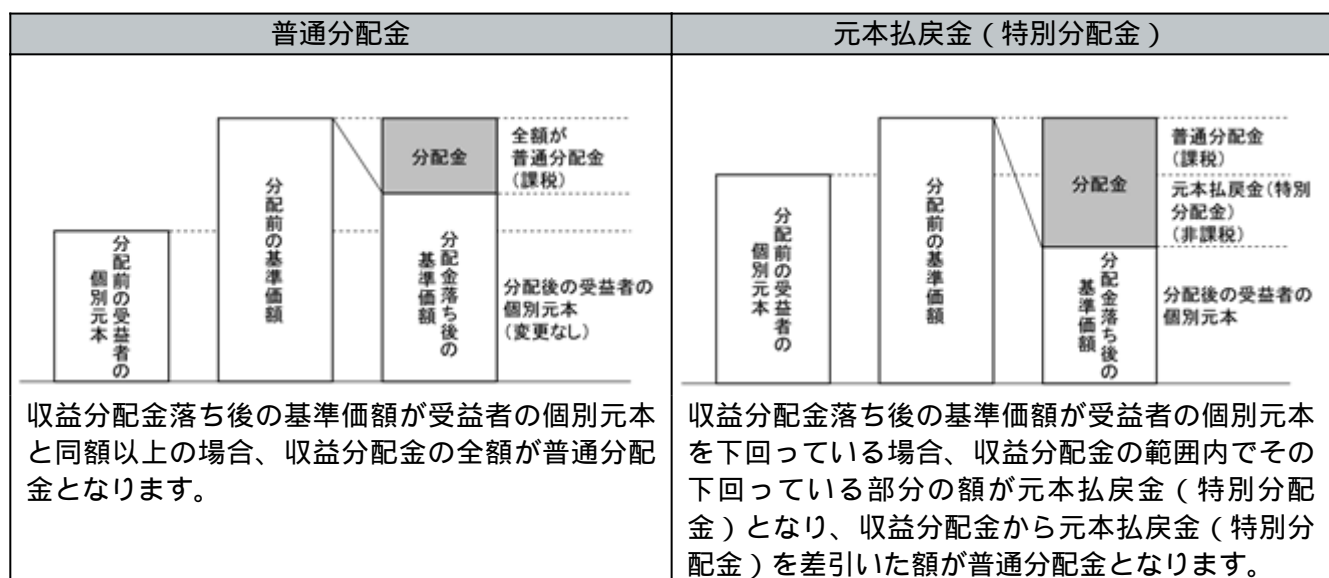 普通分配金
分配前の受益者の
個別元本
分配前の基準価額
分配金
分配金落ち後の
基準価額
全額が
普通分配金
(課税)
分配後の受益者の
個別元本
(変更なし)
収益分配金落ち後の基準価額が受益者の個別元本
と同額以上の場合、収益分配金の全額が普通分配
金となります。
元本払戻金(特別分配金)
分配前の受益者の
個別元本
分配前の基準価額
分配金
分配金落ち後の
基準価額
普通分配金
(課税)
元本払戻金(特別
分配金)
(非課税)
分配後の受益者の
個別元本
収益分配金落ち後の基準価額が受益者の個別元本
を下回っている場合、収益分配金の範囲内でその
下回っている部分の額が元本払戻金(特別分配
金)となり、収益分配金から元本払戻金(特別分
配金)を差引いた額が普通分配金となります。